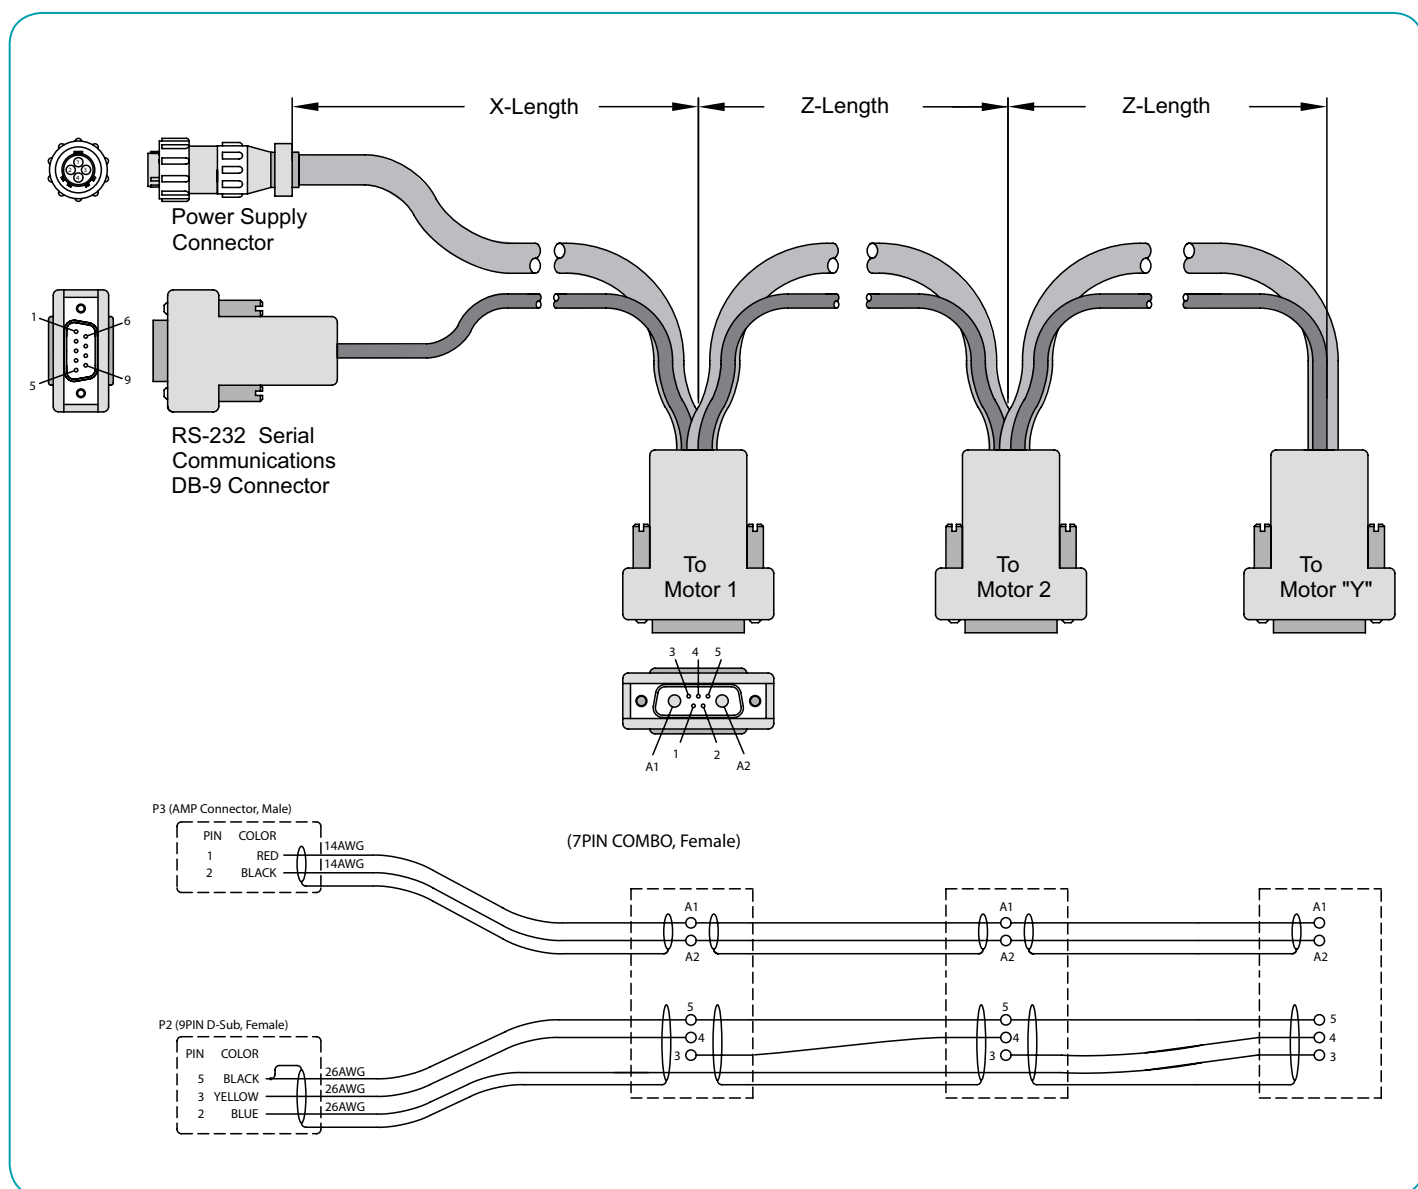 X-Length
Z-Length
Z-Length
1
2
3
4
Power Supply
Connector
1
6
5
9
RS-232 Serial
Communications
DB-9 Connector
To
Motor 1
To
Motor 2
To
Motor "Y"
3 4 5
A1 1 2 A2
P3 (AMP Connector, Male)
PIN COLOR
1 RED 14AWG
2 BLACK 14AWG
(7PIN COMBO, Female)
A1
A2
A1
A2
A1
A2
P2 (9PIN D-Sub, Female)
PIN COLOR
5 BLACK 26AWG
3 YELLOW 26AWG
2 BLUE 26AWG
5
4
3
5
4
3
5
4
3